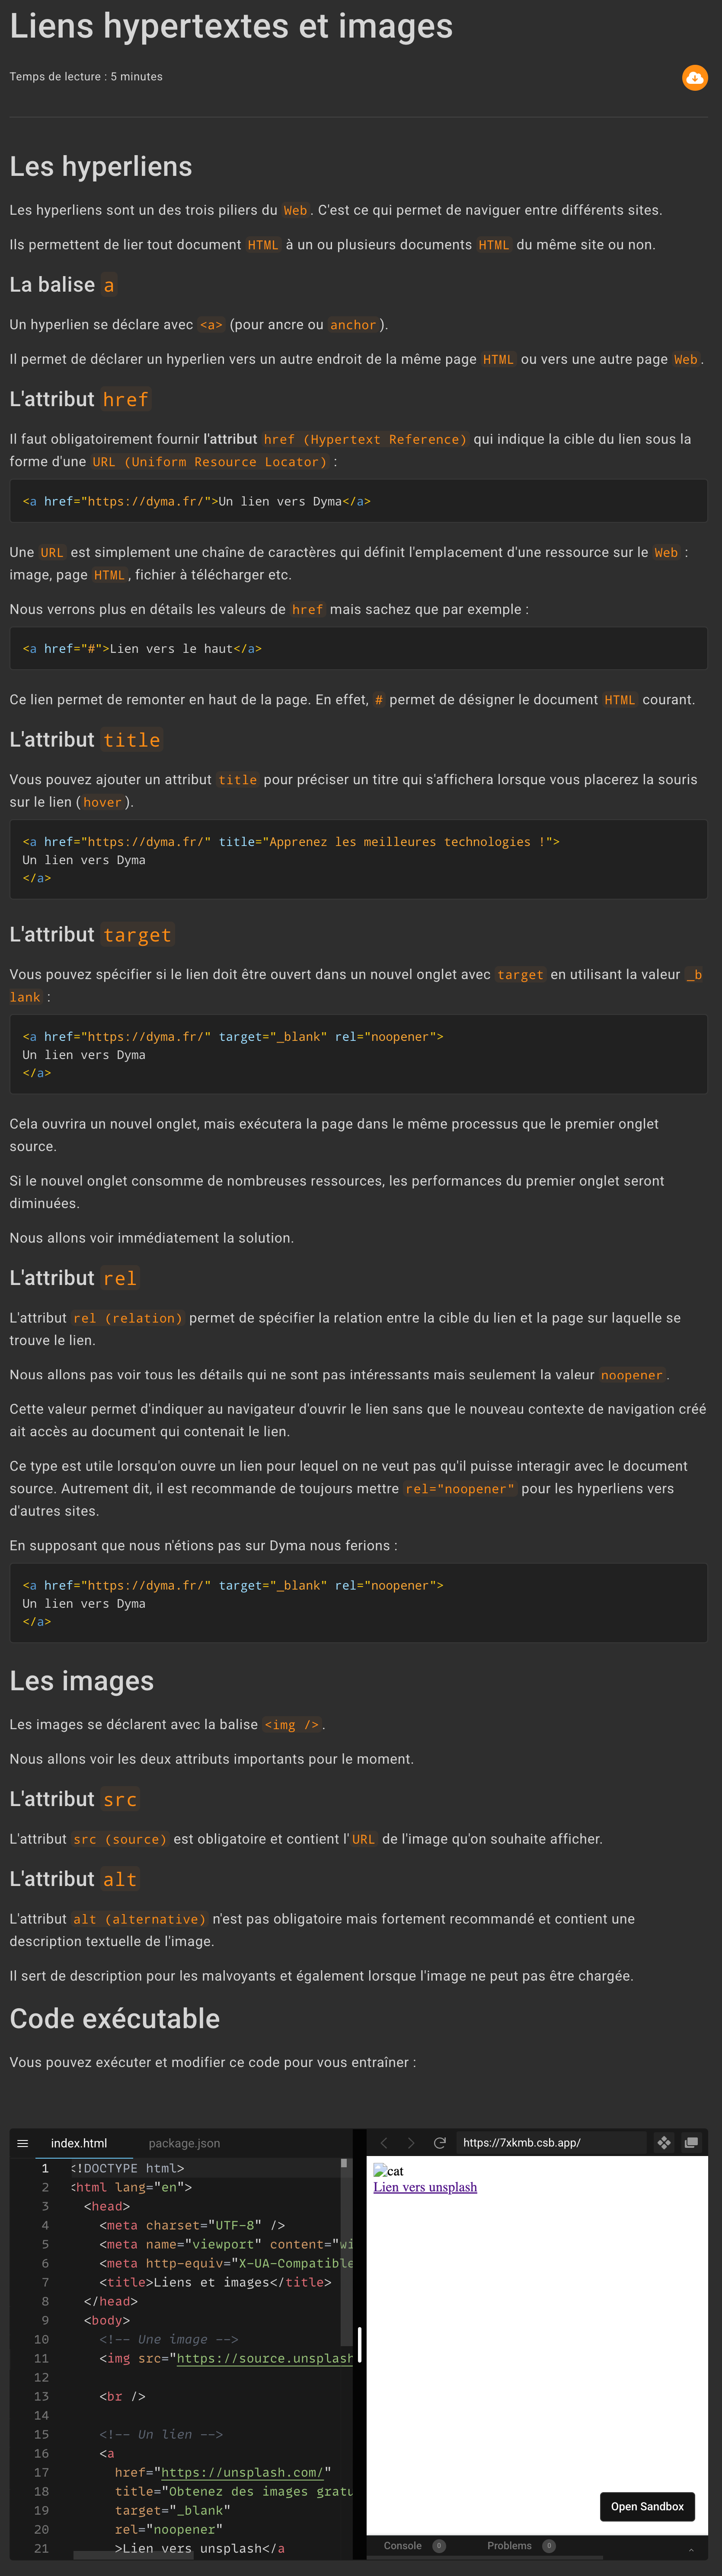 Liens hypertextes et images
Temps de lecture : 5 minutes
Les hyperliens
Les hyperliens sont un des trois piliers du Web. C'est ce qui permet de naviguer entre différents sites.
Ils permettent de lier tout document HTML à un ou plusieurs documents HTML du même site ou non.
La balise a
Un hyperlien se déclare avec <a> (pour ancre ou anchor).
Il permet de déclarer un hyperlien vers un autre endroit de la même page HTML ou vers une autre page Web.
L'attribut href
Il faut obligatoirement fournir l'attribut href (Hypertext Reference) qui indique la cible du lien sous la
forme d'une URL (Uniform Resource Locator) :
<a href="https://dyma.fr/">Un lien vers Dyma</a>
Une URL est simplement une chaîne de caractères qui définit l'emplacement d'une ressource sur le Web :
image, page HTML, fichier à télécharger etc.
Nous verrons plus en détails les valeurs de href mais sachez que par exemple :
<a href="#">Lien vers le haut</a>
Ce lien permet de remonter en haut de la page. En effet, # permet de désigner le document HTML courant.
L'attribut title
Vous pouvez ajouter un attribut title pour préciser un titre qui s'affichera lorsque vous placerez la souris
sur le lien (hover).
<a href="https://dyma.fr/" title="Apprenez les meilleures technologies !">
Un lien vers Dyma
</a>
L'attribut target
Vous pouvez spécifier si le lien doit être ouvert dans un nouvel onglet avec target en utilisant la valeur _b
lank :
<a href="https://dyma.fr/" target="_blank" rel="noopener">
Un lien vers Dyma
</a>
Cela ouvrira un nouvel onglet, mais exécutera la page dans le même processus que le premier onglet
source.
Si le nouvel onglet consomme de nombreuses ressources, les performances du premier onglet seront
diminuées.
Nous allons voir immédiatement la solution.
L'attribut rel
L'attribut rel (relation) permet de spécifier la relation entre la cible du lien et la page sur laquelle se
trouve le lien.
Nous allons pas voir tous les détails qui ne sont pas intéressants mais seulement la valeur noopener.
Cette valeur permet d'indiquer au navigateur d'ouvrir le lien sans que le nouveau contexte de navigation créé
ait accès au document qui contenait le lien.
Ce type est utile lorsqu'on ouvre un lien pour lequel on ne veut pas qu'il puisse interagir avec le document
source. Autrement dit, il est recommande de toujours mettre rel="noopener" pour les hyperliens vers
d'autres sites.
En supposant que nous n'étions pas sur Dyma nous ferions :
<a href="https://dyma.fr/" target="_blank" rel="noopener">
Un lien vers Dyma
</a>
Les images
Les images se déclarent avec la balise <img />.
Nous allons voir les deux attributs importants pour le moment.
L'attribut src
L'attribut src (source) est obligatoire et contient l'URL de l'image qu'on souhaite afficher.
L'attribut alt
L'attribut alt (alternative) n'est pas obligatoire mais fortement recommandé et contient une
description textuelle de l'image.
Il sert de description pour les malvoyants et également lorsque l'image ne peut pas être chargée.
Code exécutable
Vous pouvez exécuter et modifier ce code pour vous entraîner :
index.html package.json
1 <!DOCTYPE html>
2 <html lang="en">
3 <head>
4 <meta charset="UTF-8" />
5 <meta name="viewport" content="wi
6 <meta http-equiv="X-UA-Compatible
7 <title>Liens et images</title>
8 </head>
9 <body>
10 <!-- Une image -->
11 <img src="https://source.unsplash
12
13 <br />
14
15 <!-- Un lien -->
16 <a
17 href="https://unsplash.com/"
18 title="Obtenez des images gratu
19 target="_blank"
20 rel="noopener"
21 >Lien vers unsplash</a
https://7xkmb.csb.app/
cat
Lien vers unsplash
Open Sandbox
Console 0 Problems 0